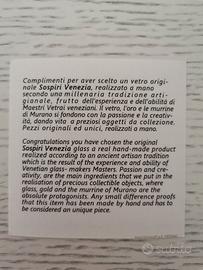 Complimenti per aver scelto un vetro origi-
nale Sospiri Venezia, realizzato a mano
secondo una millenaria tradizione arti-
gianale, frutto dell'esperienza e dell'abilità di
Maestri Vetrai veneziani. Il vetro, l'oro e le murrine
di Murano si fondono con la passione e la creativi-
tà, dando vita a preziosi oggetti da collezione.
Pezzi originali ed unici, realizzati a mano.
Congratulations you have chosen the original
Sospiri Venezia glass a real hand-made product
realized according to an ancient artisan tradition
which is the result of the experience and ability of
Venetian glass- makers Masters. Passion and cre-
ativity, are the main ingredients that we put in the
realisation of precious collectible objects, where
glass, gold and the murrine of Murano are the
absolute protagonists. Any small difference proofs
that this item has been made by hand and has to
be considered an unique piece.
subito